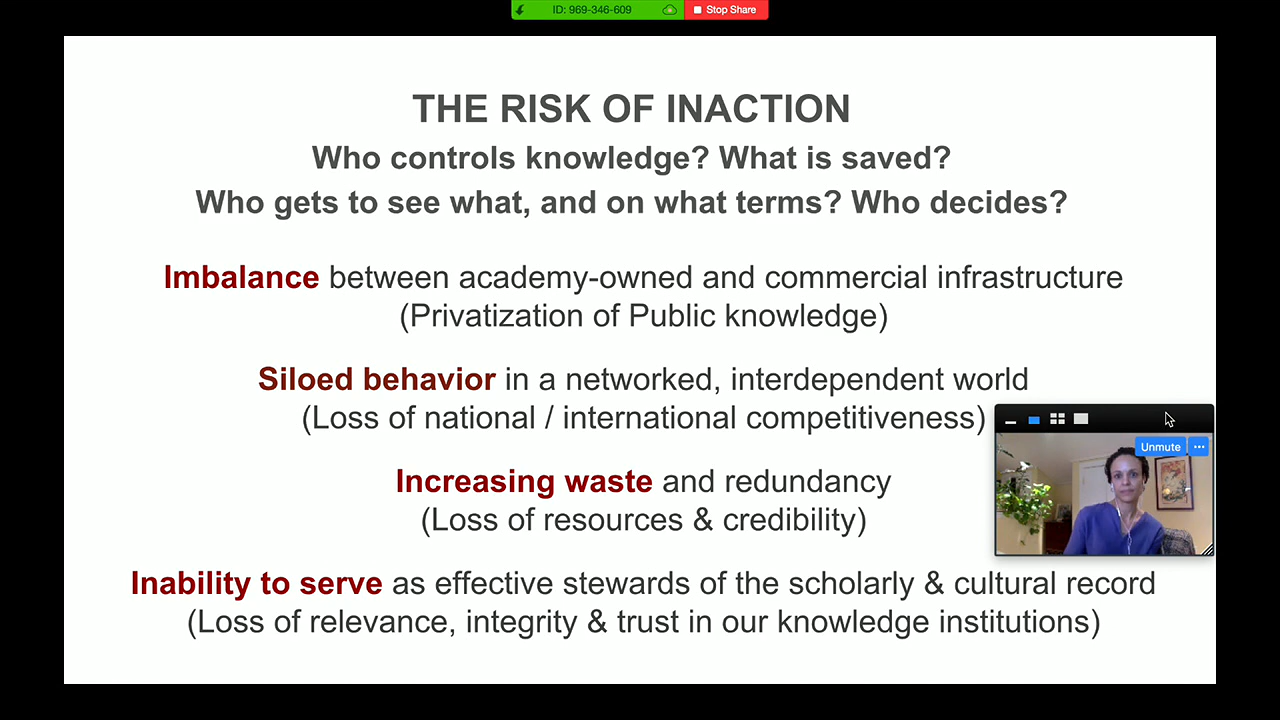 ID: 969-346-609
Stop Share
THE RISK OF INACTION
Who controls knowledge? What is saved?
Who gets to see what, and on what terms? Who decides?
Imbalance between academy-owned and commercial infrastructure
(Privatization of Public knowledge)
Siloed behavior in a networked, interdependent world
(Loss of national / international competitiveness)
Unmute
Increasing waste and redundancy
(Loss of resources & credibility)
Inability to serve as effective stewards of the scholarly & cultural record
(Loss of relevance, integrity & trust in our knowledge institutions)